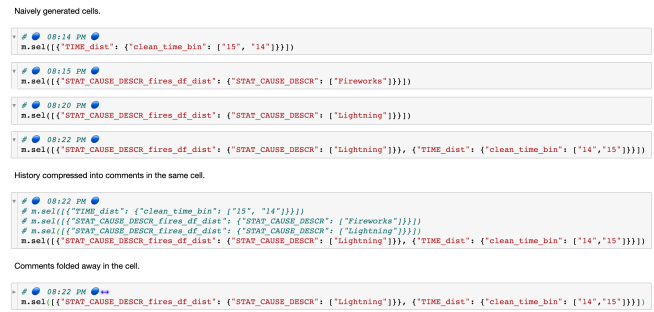 Naively generated cells.
# 🔵 08:14 PM 🔵
m.sel([{"TIME_dist": {"clean_time_bin": ["15", "14"]}}])
# 🔵 08:15 PM 🔵
m.sel([{"STAT_CAUSE_DESCR_fires_df_dist": {"STAT_CAUSE_DESCR": ["Fireworks"]}}])
# 🔵 08:20 PM 🔵
m.sel([{"STAT_CAUSE_DESCR_fires_df_dist": {"STAT_CAUSE_DESCR": ["Lightning"]}}])
# 🔵 08:22 PM 🔵
m.sel([{"STAT_CAUSE_DESCR_fires_df_dist": {"STAT_CAUSE_DESCR": ["Lightning"]}}, {"TIME_dist": {"clean_time_bin": ["14","15"]}}])
History compressed into comments in the same cell.
# 🔵 08:22 PM 🔵
# m.sel([{"TIME_dist": {"clean_time_bin": ["15", "14"]}}])
# m.sel([{"STAT_CAUSE_DESCR_fires_df_dist": {"STAT_CAUSE_DESCR": ["Fireworks"]}}])
# m.sel([{"STAT_CAUSE_DESCR_fires_df_dist": {"STAT_CAUSE_DESCR": ["Lightning"]}}])
m.sel([{"STAT_CAUSE_DESCR_fires_df_dist": {"STAT_CAUSE_DESCR": ["Lightning"]}}, {"TIME_dist": {"clean_time_bin": ["14","15"]}}])
Comments folded away in the cell.
# 🔵 08:22 PM 🔵↔
m.sel([{"STAT_CAUSE_DESCR_fires_df_dist": {"STAT_CAUSE_DESCR": ["Lightning"]}}, {"TIME_dist": {"clean_time_bin": ["14","15"]}}])